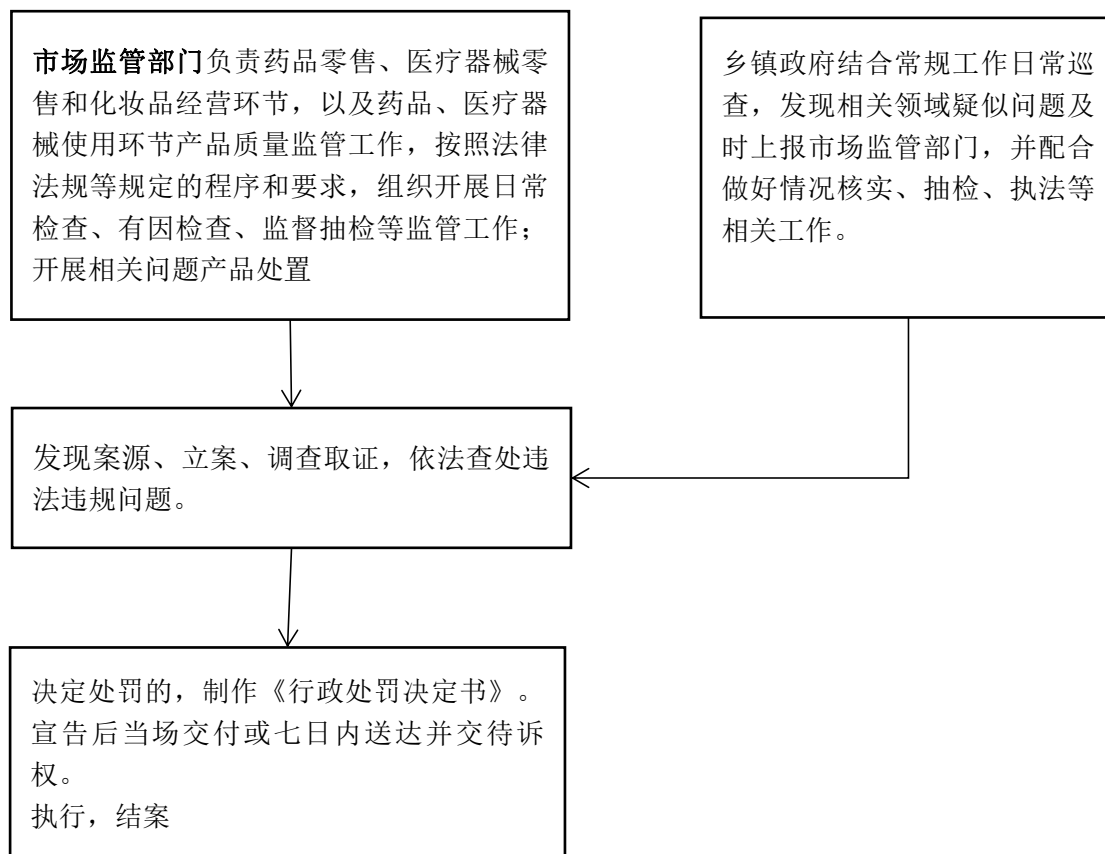 市场监管部门负责药品零售、医疗器械零
售和化妆品经营环节，以及药品、医疗器
械使用环节产品质量监管工作，按照法律
法规等规定的程序和要求，组织开展日常
检查、有因检查、监督抽检等监管工作；
开展相关问题产品处置
乡镇政府结合常规工作日常巡
查，发现相关领域疑似问题及
时上报市场监管部门，并配合
做好情况核实、抽检、执法等
相关工作。
发现案源、立案、调查取证，依法查处违
法违规问题。
决定处罚的，制作《行政处罚决定书》。
宣告后当场交付或七日内送达并交待诉
权。
执行，结案